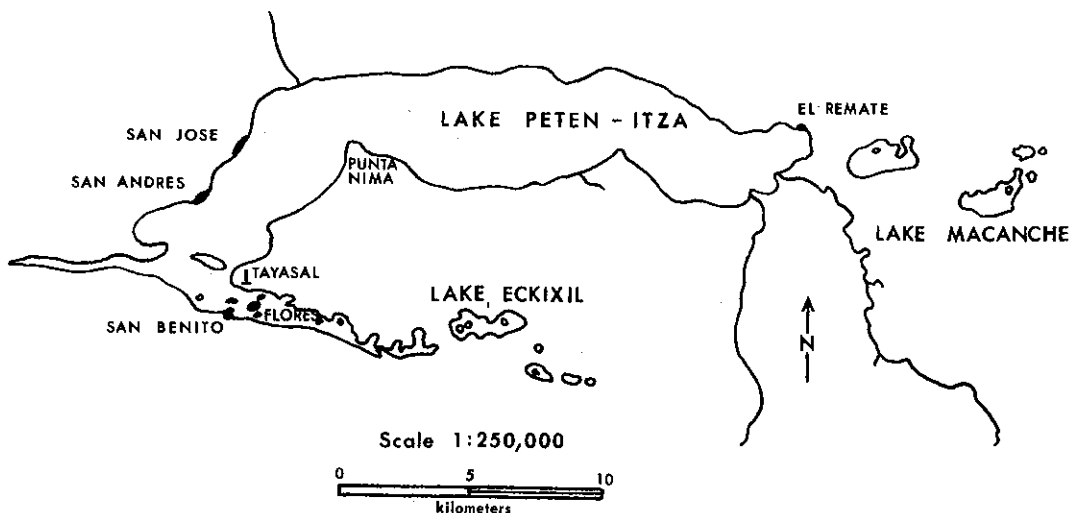 EL REMATE
LAKE PETEN - ITZA
SAN JOSE
PUNTA
NIMA
SAN ANDRES
LAKE MACANCHE
TAYASAL
LAKE ECKIXIL
FLORES
SAN BENITO
N
Scale 1:250,000
0 5 10
kilometers